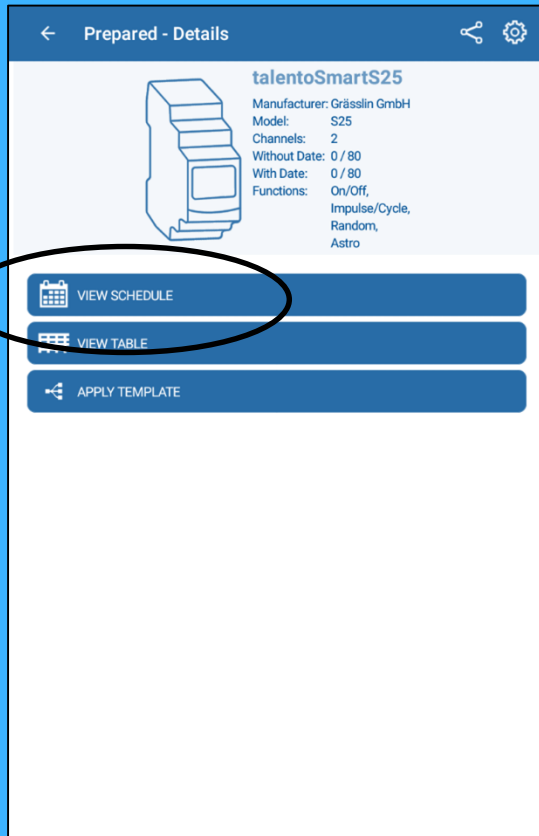 Prepared - Details
talentoSmartS25
Manufacturer: Grässlin GmbH
Model: S25
Channels: 2
Without Date: 0 / 80
With Date: 0 / 80
Functions: On/Off,
Impulse/Cycle,
Random,
Astro
VIEW SCHEDULE
VIEW TABLE
APPLY TEMPLATE